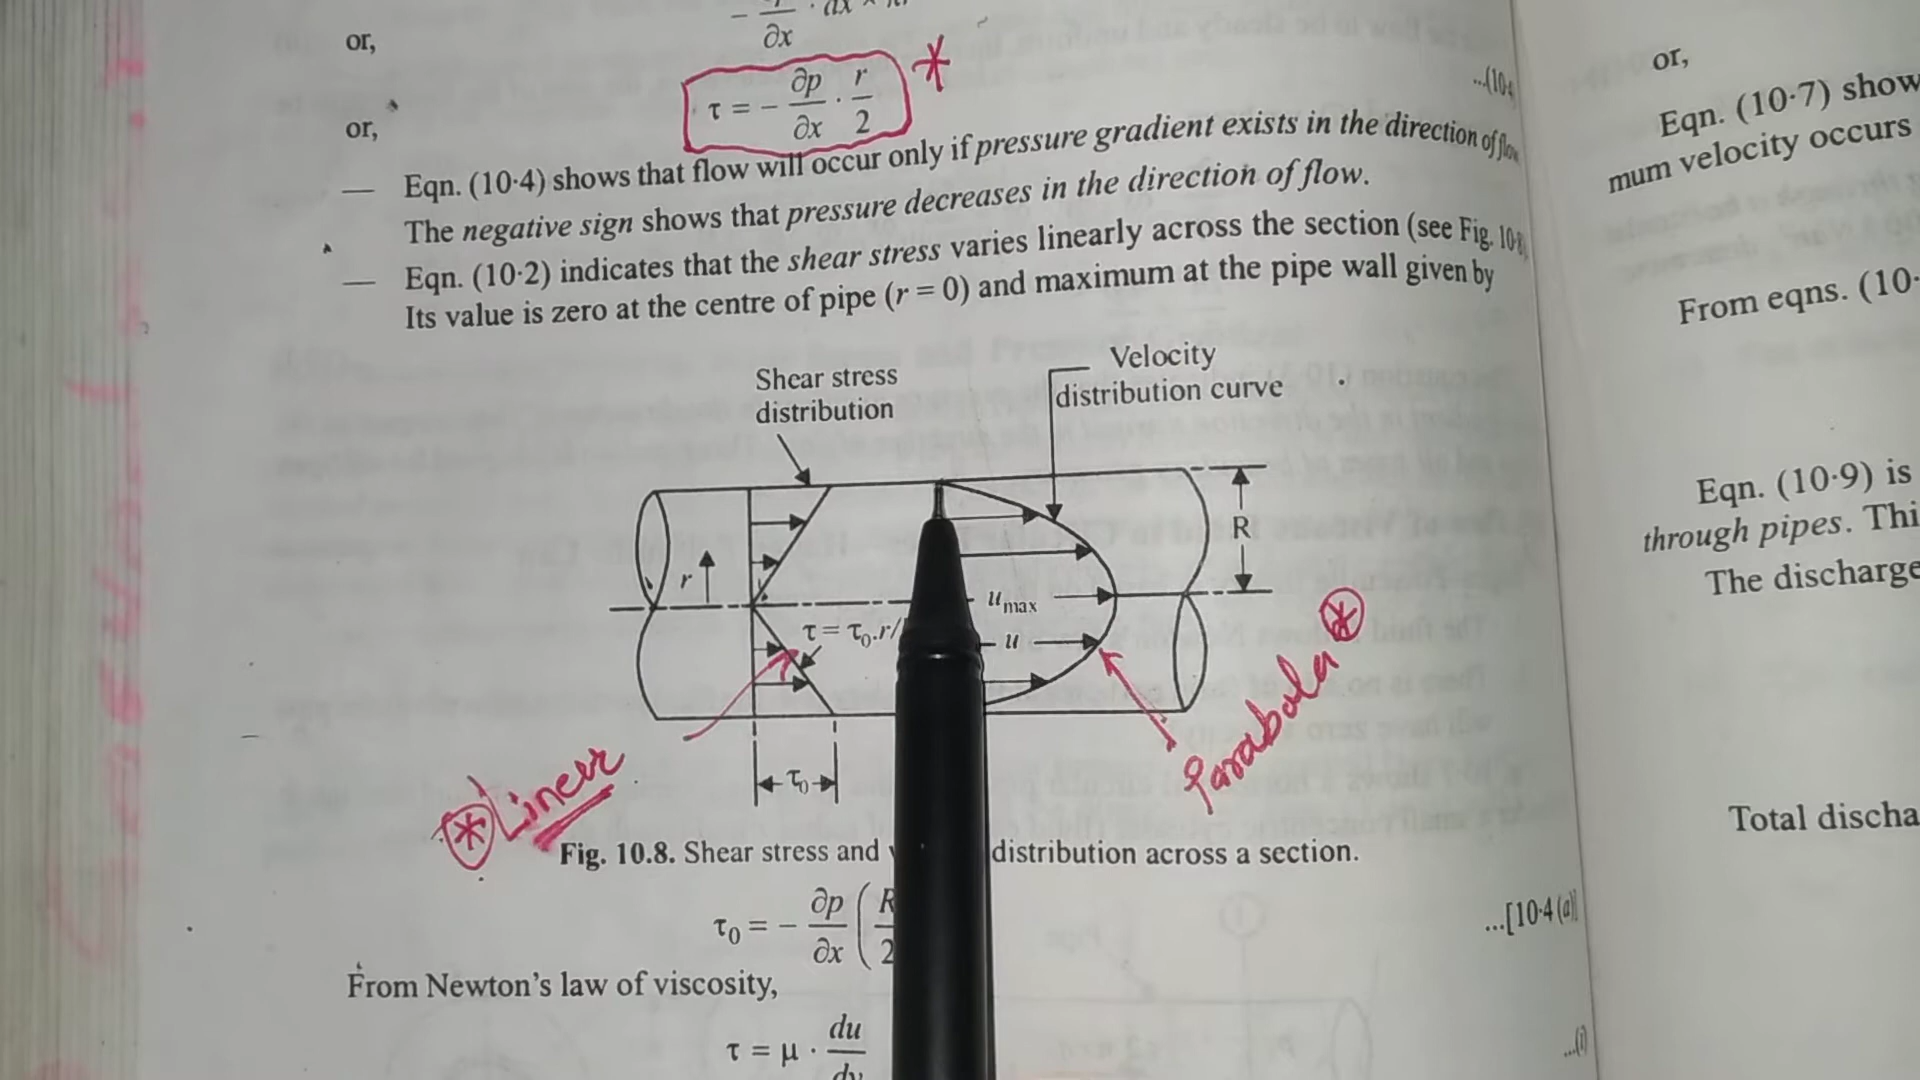 or,
∂x
τ = − ∂p/∂x · r/2 *
or,
...(10·4
— Eqn. (10·4) shows that flow will occur only if pressure gradient exists in the direction of flow
The negative sign shows that pressure decreases in the direction of flow.
— Eqn. (10·2) indicates that the shear stress varies linearly across the section (see Fig. 10·8
Its value is zero at the centre of pipe (r = 0) and maximum at the pipe wall given by
Shear stress
distribution
Velocity
distribution curve
R
r
u max
τ = τ0.r/
u
Parabola *
τ0
* Linear
Fig. 10.8. Shear stress and distribution across a section.
τ0 = − ∂p/∂x (R/2
...[10·4 (a)]
From Newton's law of viscosity,
τ = μ · du/dy
...(i)
or,
Eqn. (10·7) show
mum velocity occurs
From eqns. (10·
Eqn. (10·9) is
through pipes. Thi
The discharge
Total discha